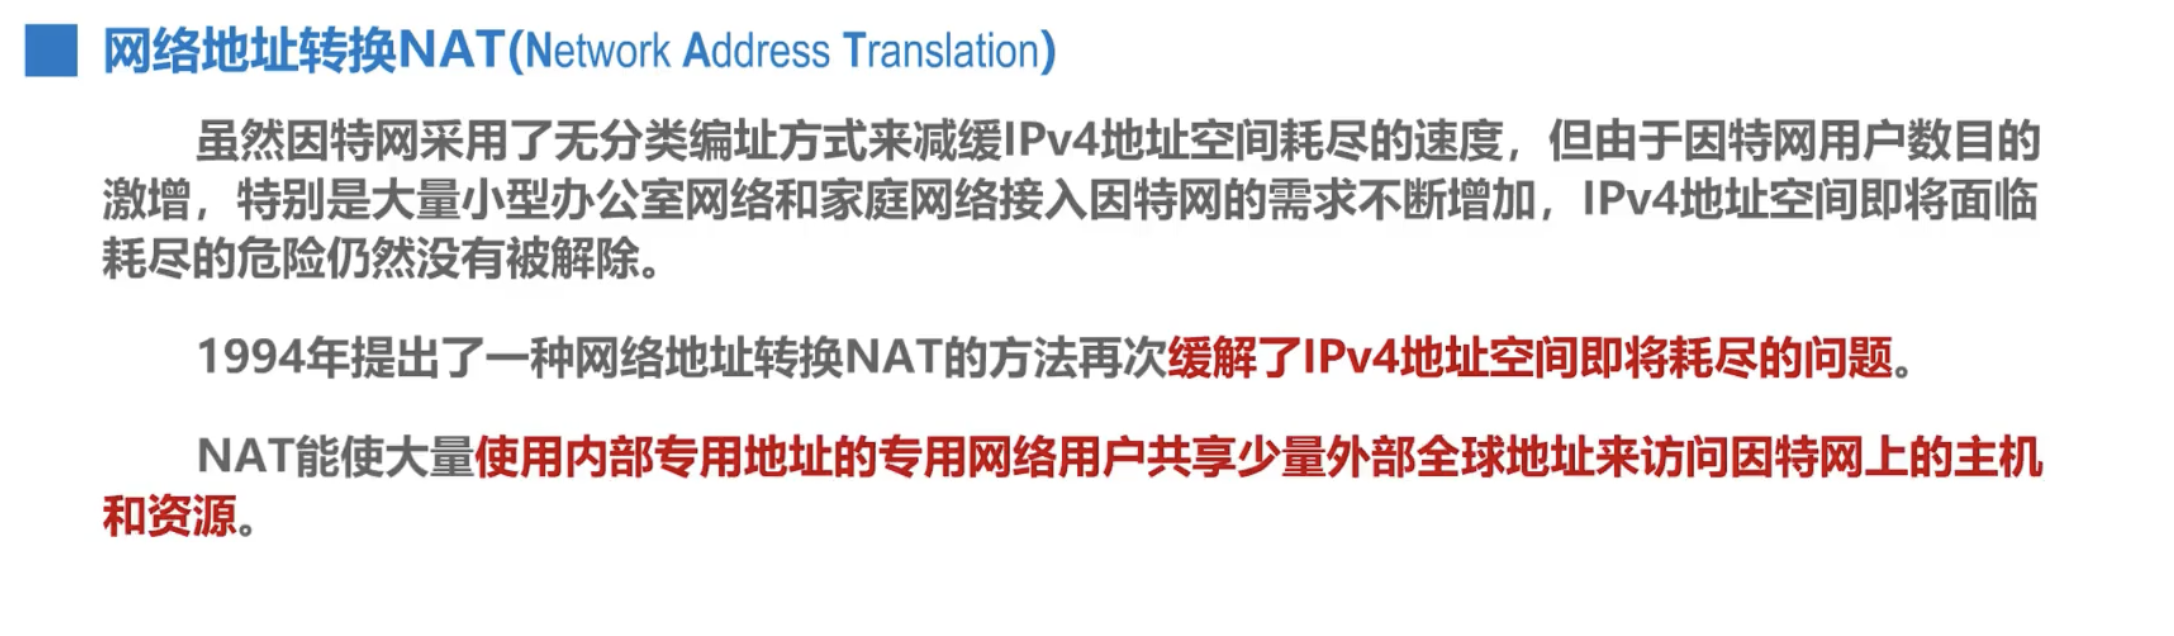 网络地址转换NAT(Network Address Translation)
虽然因特网采用了无分类编址方式来减缓IPv4地址空间耗尽的速度，但由于因特网用户数目的
激增，特别是大量小型办公室网络和家庭网络接入因特网的需求不断增加，IPv4地址空间即将面临
耗尽的危险仍然没有被解除。
1994年提出了一种网络地址转换NAT的方法再次缓解了IPv4地址空间即将耗尽的问题。
NAT能使大量使用内部专用地址的专用网络用户共享少量外部全球地址来访问因特网上的主机
和资源。